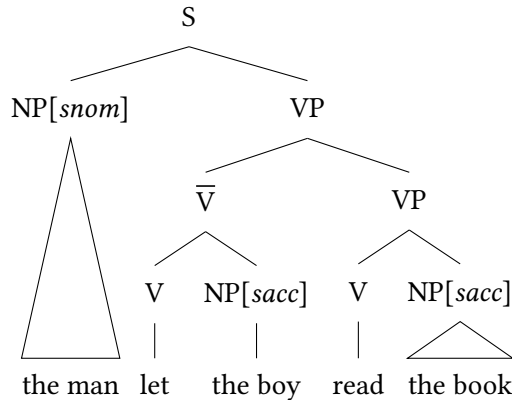 S
NP[snom] VP
V̅ VP
V NP[sacc] V NP[sacc]
the man let the boy read the book